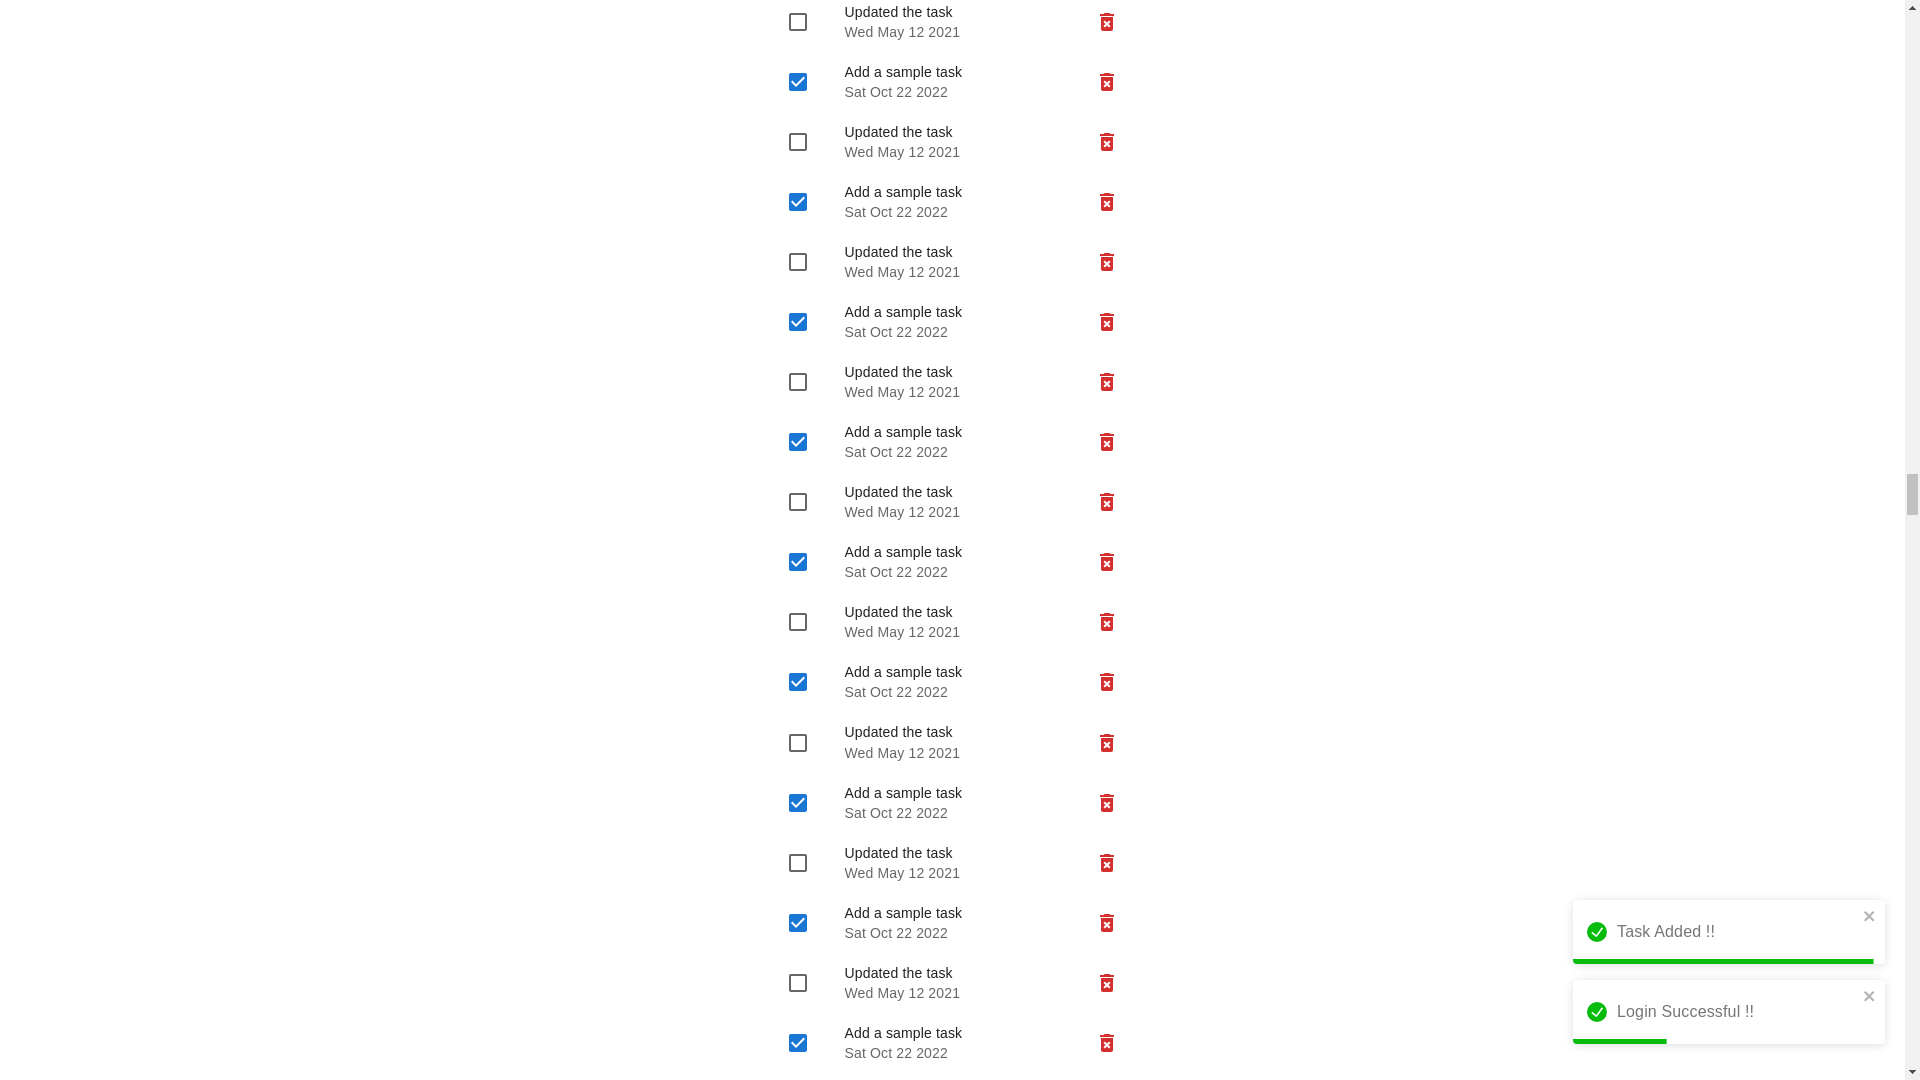 Updated the task
Wed May 12 2021
Add a sample task
Sat Oct 22 2022
Updated the task
Wed May 12 2021
Add a sample task
Sat Oct 22 2022
Updated the task
Wed May 12 2021
Add a sample task
Sat Oct 22 2022
Updated the task
Wed May 12 2021
Add a sample task
Sat Oct 22 2022
Updated the task
Wed May 12 2021
Add a sample task
Sat Oct 22 2022
Updated the task
Wed May 12 2021
Add a sample task
Sat Oct 22 2022
Updated the task
Wed May 12 2021
Add a sample task
Sat Oct 22 2022
Updated the task
Wed May 12 2021
Add a sample task
Sat Oct 22 2022
Updated the task
Wed May 12 2021
Add a sample task
Sat Oct 22 2022
Task Added !!
Login Successful !!